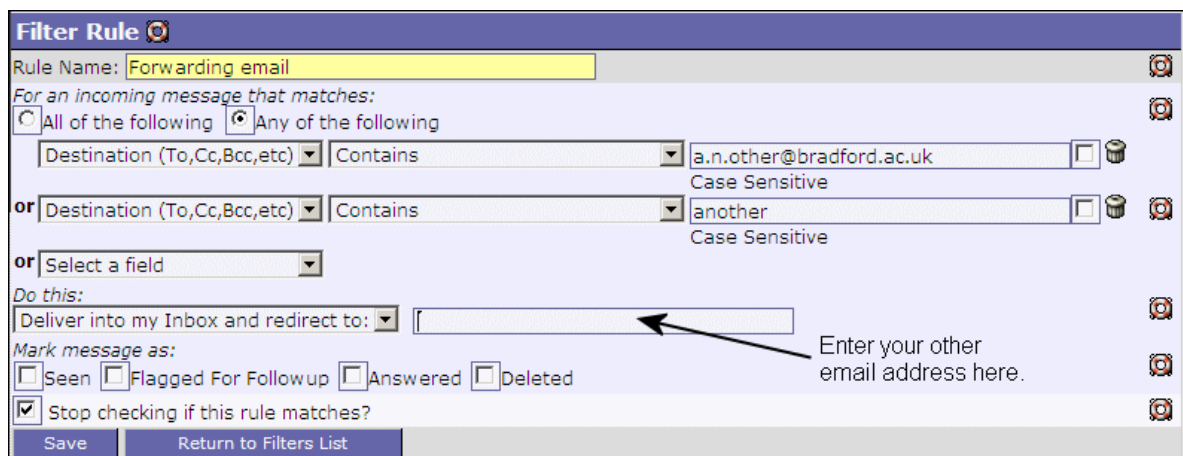 Filter Rule
Rule Name: Forwarding email
For an incoming message that matches:
All of the following Any of the following
Destination (To,Cc,Bcc,etc) Contains a.n.other@bradford.ac.uk
Case Sensitive
or Destination (To,Cc,Bcc,etc) Contains another
Case Sensitive
or Select a field
Do this:
Deliver into my Inbox and redirect to:
Enter your other
email address here.
Mark message as:
Seen Flagged For Followup Answered Deleted
Stop checking if this rule matches?
Save Return to Filters List